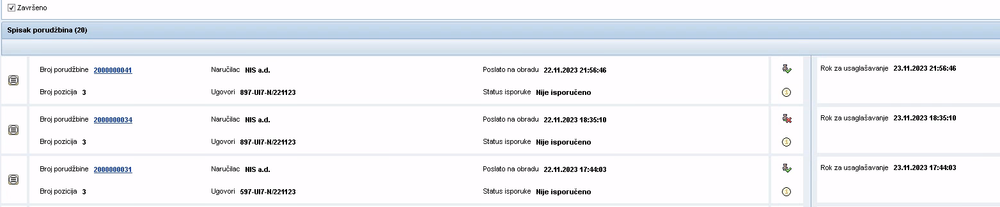 Završeno
Spisak porudžbina (20)
Broj porudžbine 2000000041 Naručilac NIS a.d. Poslato na obradu 22.11.2023 21:56:46 Rok za usaglašavanje 23.11.2023 21:56:46
Broj pozicija 3 Ugovori 897-UI7-N/221123 Status isporuke Nije isporučeno
Broj porudžbine 2000000034 Naručilac NIS a.d. Poslato na obradu 22.11.2023 18:35:10 Rok za usaglašavanje 23.11.2023 18:35:10
Broj pozicija 3 Ugovori 897-UI7-N/221123 Status isporuke Nije isporučeno
Broj porudžbine 2000000031 Naručilac NIS a.d. Poslato na obradu 22.11.2023 17:44:03 Rok za usaglašavanje 23.11.2023 17:44:03
Broj pozicija 3 Ugovori 597-UI7-N/221123 Status isporuke Nije isporučeno